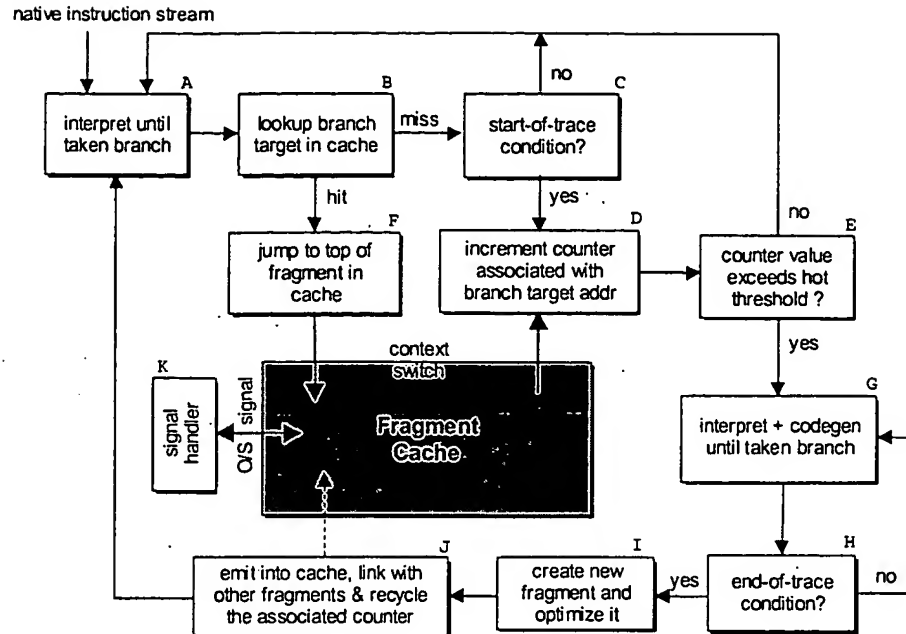 native instruction stream
A
interpret until
taken branch
B
lookup branch
target in cache
miss
C
start-of-trace
condition?
no
hit
yes
F
jump to top of
fragment in
cache
D
increment counter
associated with
branch target addr
no
E
counter value
exceeds hot
threshold ?
yes
context
switch
K
signal
handler
O/S signal
Fragment
Cache
G
interpret + codegen
until taken branch
J
emit into cache, link with
other fragments & recycle
the associated counter
I
create new
fragment and
optimize it
yes
H
end-of-trace
condition?
no